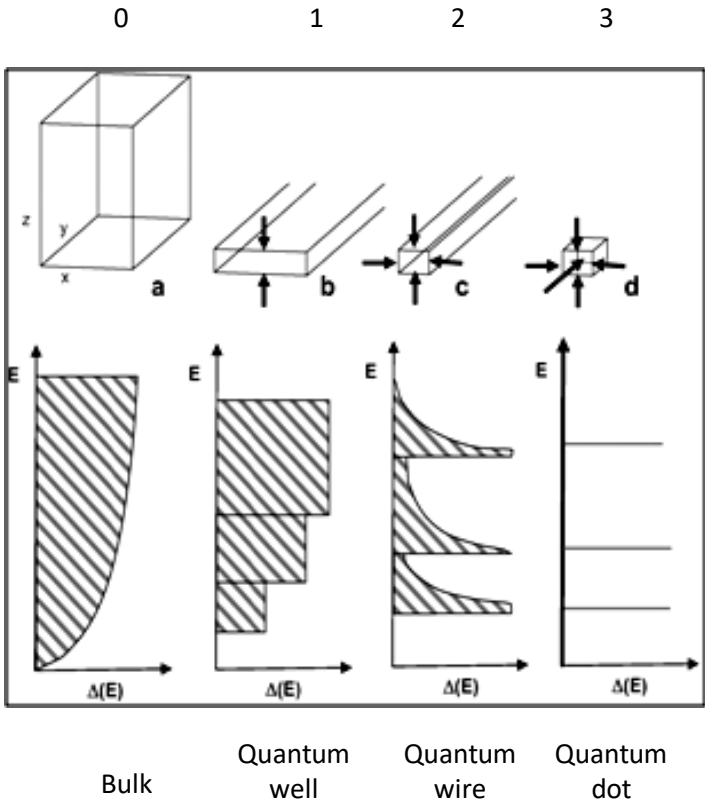 0 1 2 3
z
y
x
a b c d
E E E E
Δ(E) Δ(E) Δ(E) Δ(E)
Bulk
Quantum
well
Quantum
wire
Quantum
dot